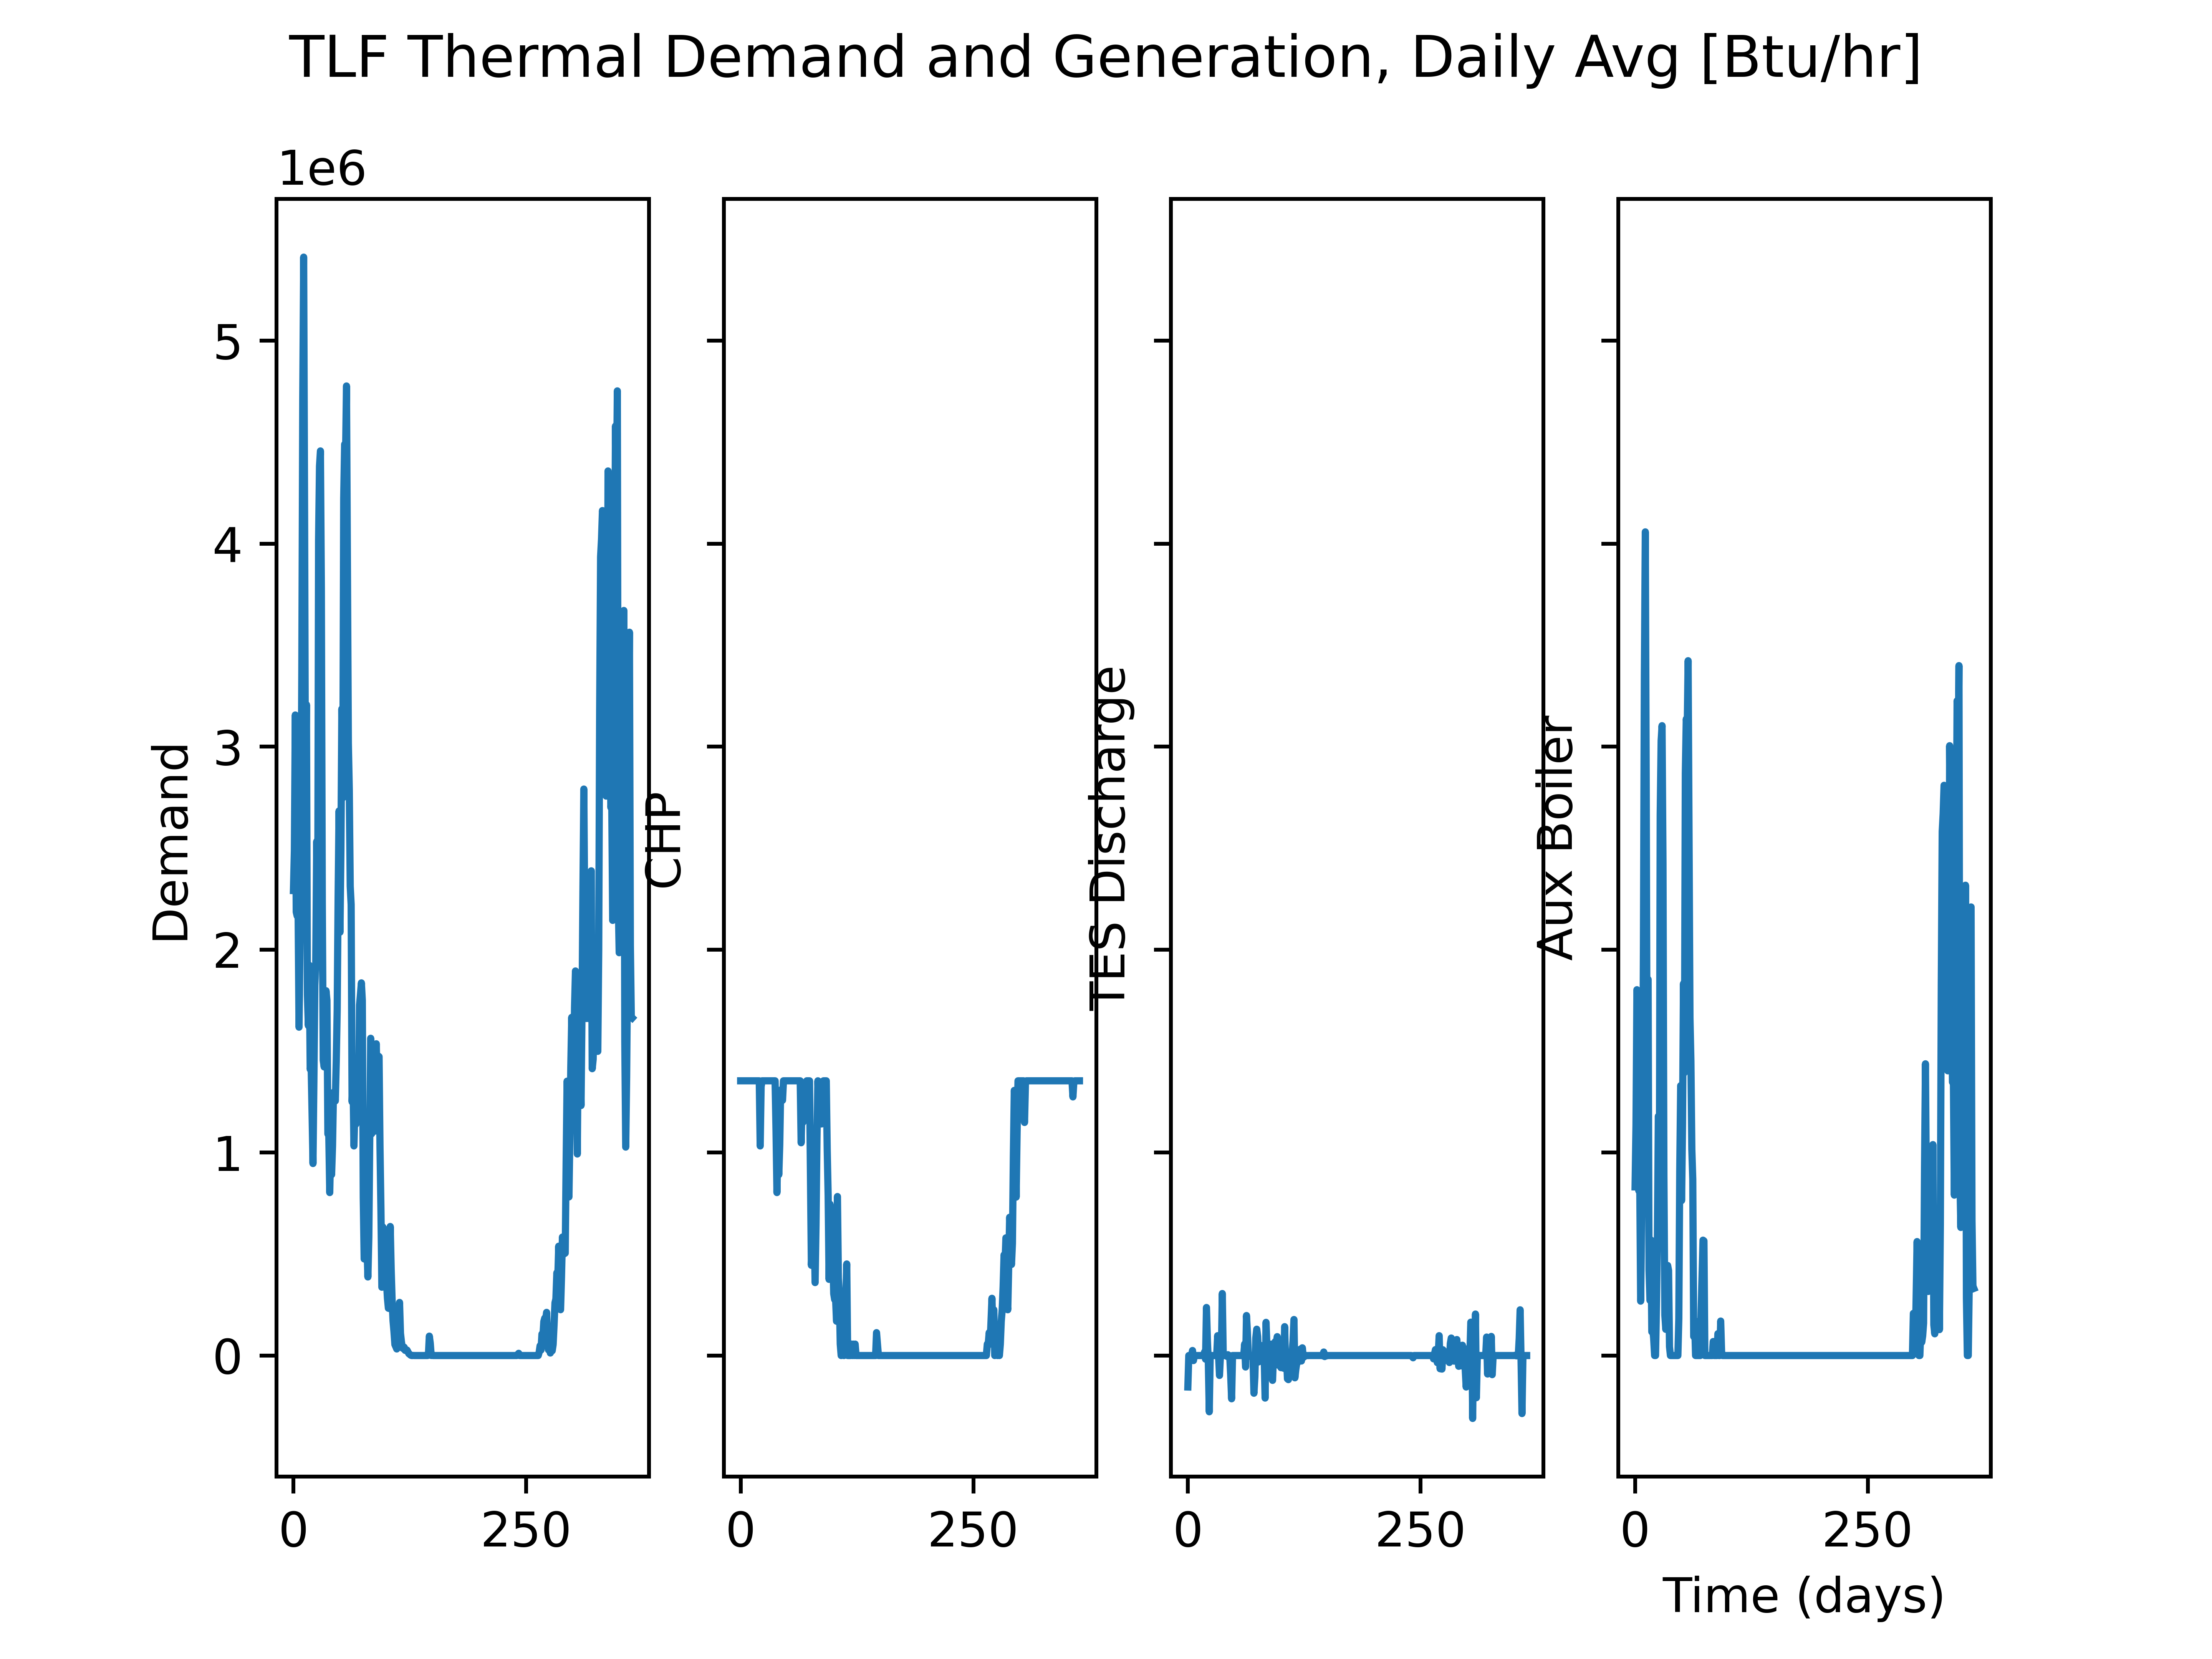 TLF Thermal Demand and Generation, Daily Avg [Btu/hr]
1e6
5
4
3
2
1
0
Demand
CHP
TES Discharge
Aux Boiler
0 250 0 250 0 250 0 250
Time (days)